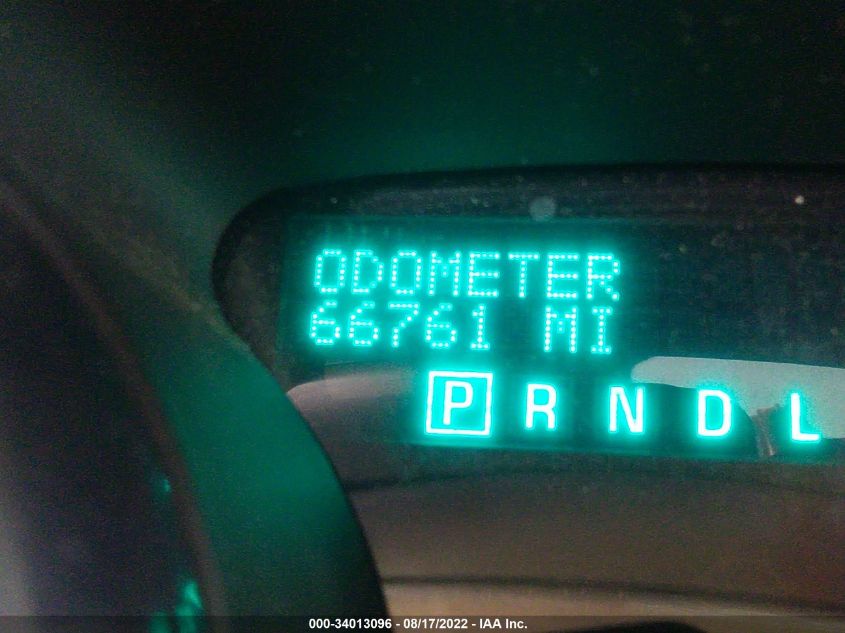 ODOMETER
66761 MI
P R N D L
000-34013096 - 08/17/2022 - IAA Inc.